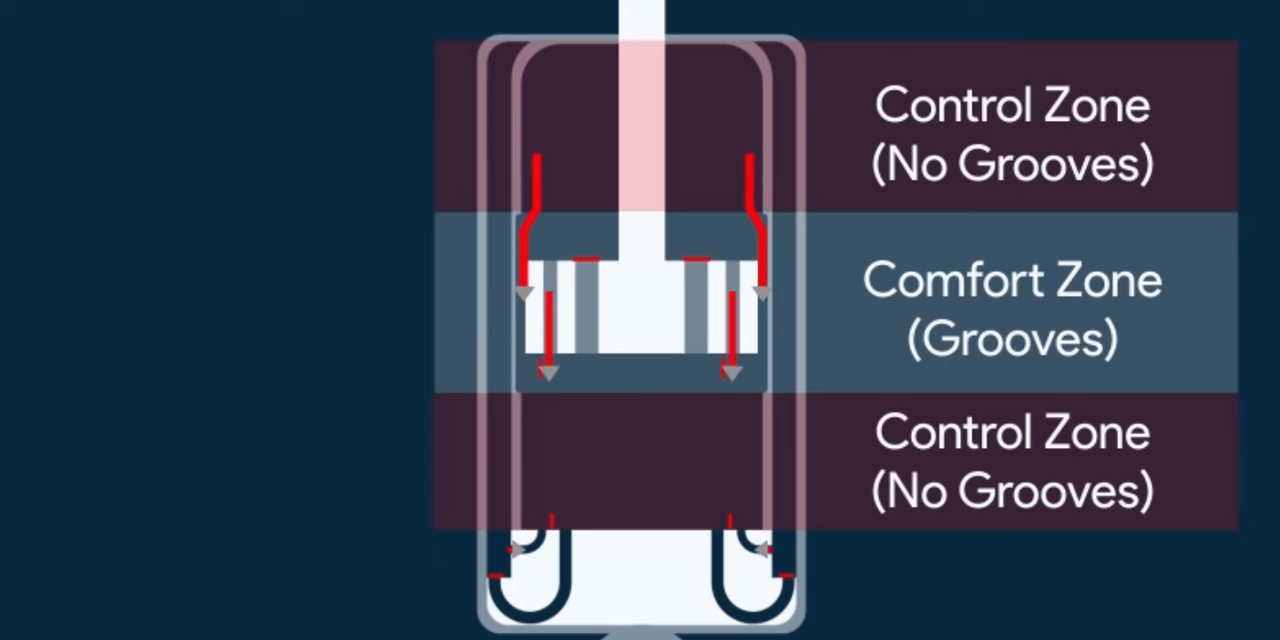 Control Zone
(No Grooves)
Comfort Zone
(Grooves)
Control Zone
(No Grooves)